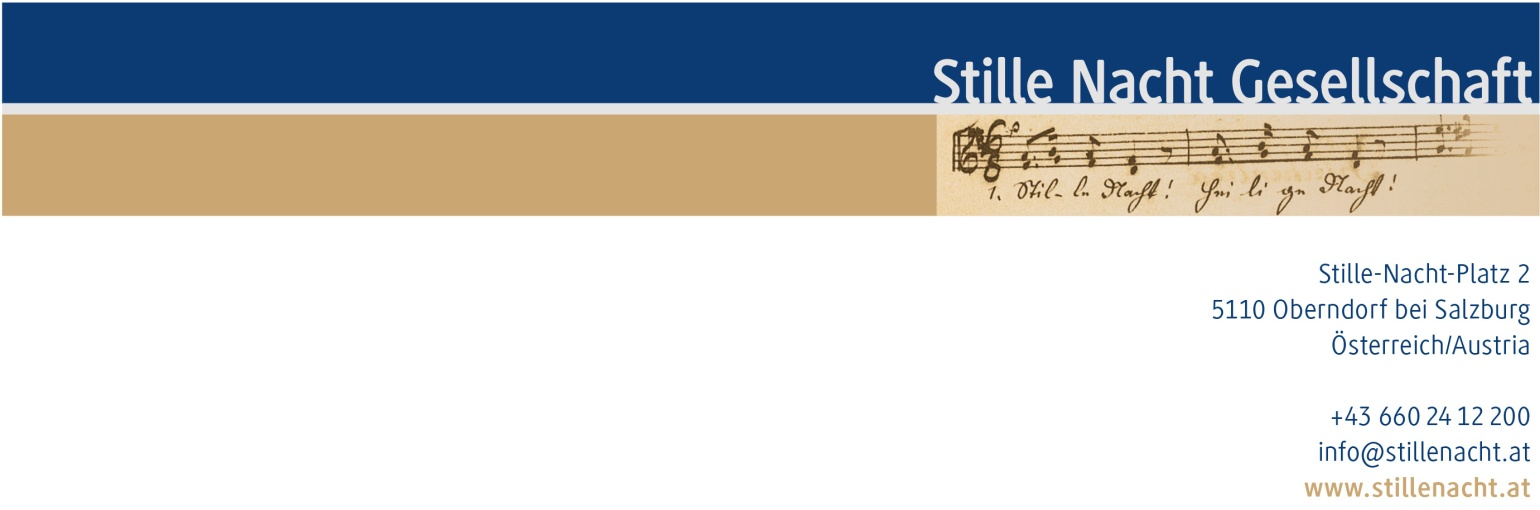 Stille Nacht Gesellschaft
1. Stil- le Nacht! Hei li ge Nacht!
Stille-Nacht-Platz 2
5110 Oberndorf bei Salzburg
Österreich/Austria
+43 660 24 12 200
info@stillenacht.at
www.stillenacht.at